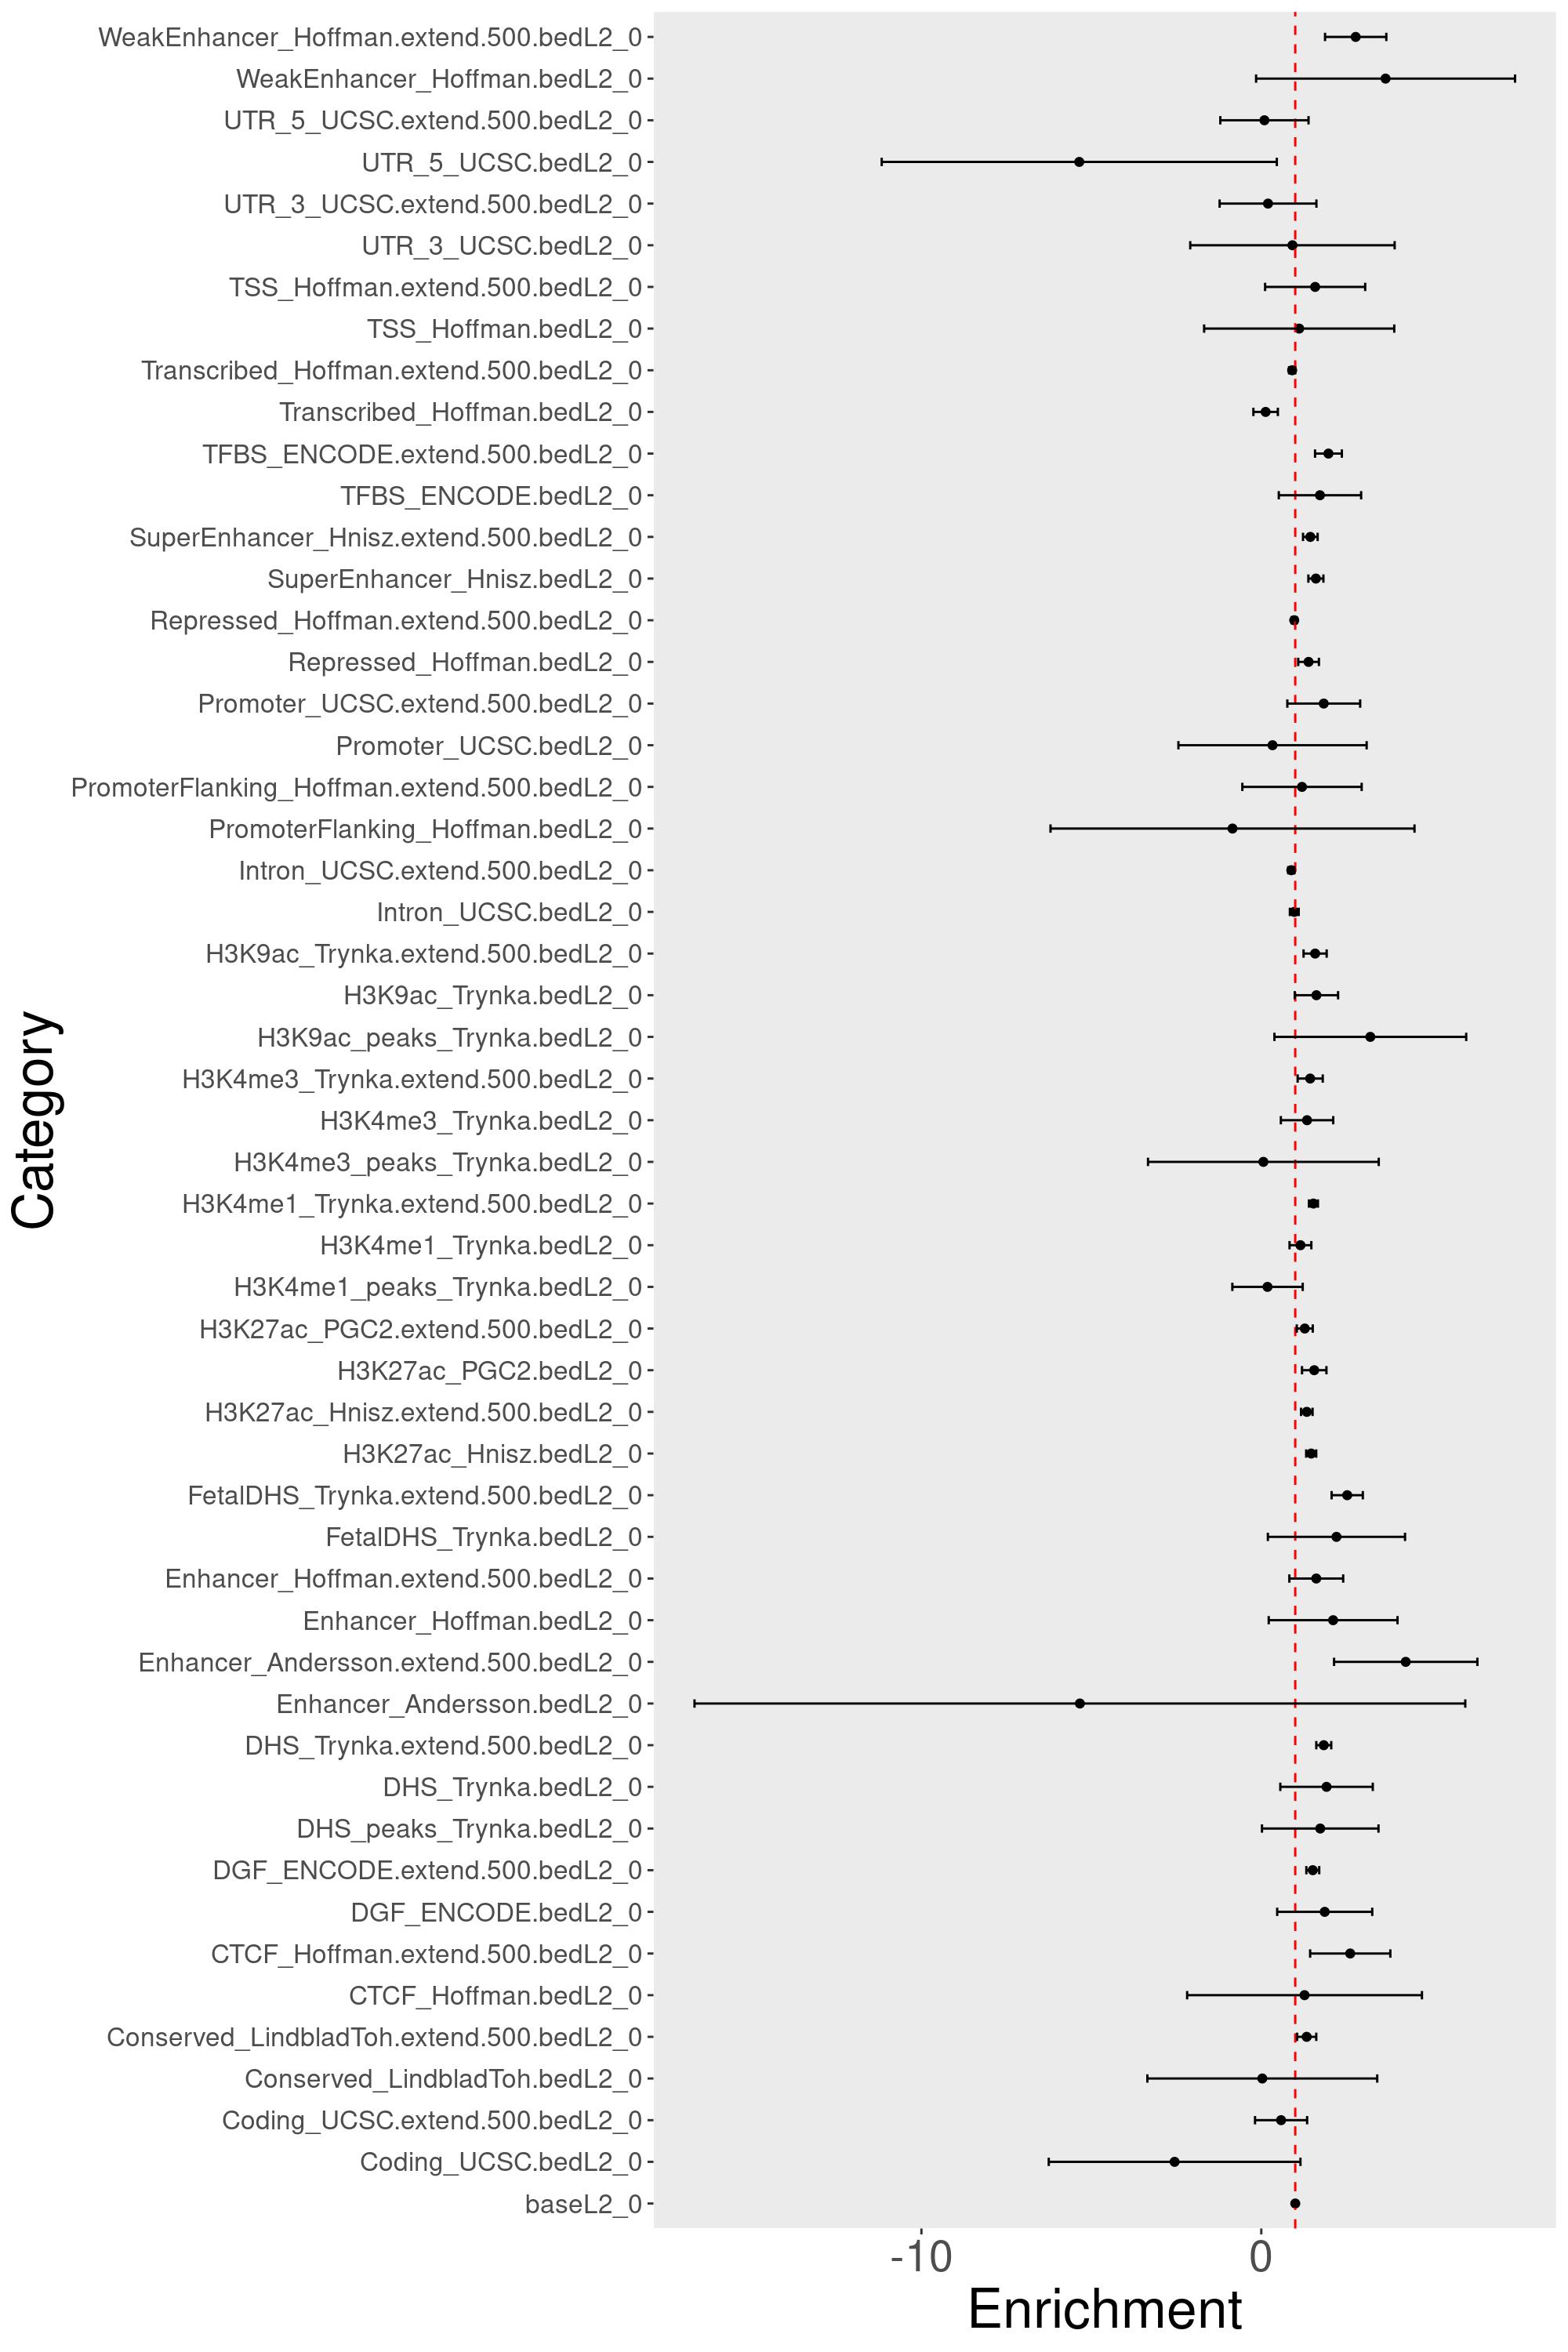 WeakEnhancer_Hoffman.extend.500.bedL2_0
WeakEnhancer_Hoffman.bedL2_0
UTR_5_UCSC.extend.500.bedL2_0
UTR_5_UCSC.bedL2_0
UTR_3_UCSC.extend.500.bedL2_0
UTR_3_UCSC.bedL2_0
TSS_Hoffman.extend.500.bedL2_0
TSS_Hoffman.bedL2_0
Transcribed_Hoffman.extend.500.bedL2_0
Transcribed_Hoffman.bedL2_0
TFBS_ENCODE.extend.500.bedL2_0
TFBS_ENCODE.bedL2_0
SuperEnhancer_Hnisz.extend.500.bedL2_0
SuperEnhancer_Hnisz.bedL2_0
Repressed_Hoffman.extend.500.bedL2_0
Repressed_Hoffman.bedL2_0
Promoter_UCSC.extend.500.bedL2_0
Promoter_UCSC.bedL2_0
PromoterFlanking_Hoffman.extend.500.bedL2_0
PromoterFlanking_Hoffman.bedL2_0
Intron_UCSC.extend.500.bedL2_0
Intron_UCSC.bedL2_0
H3K9ac_Trynka.extend.500.bedL2_0
H3K9ac_Trynka.bedL2_0
H3K9ac_peaks_Trynka.bedL2_0
H3K4me3_Trynka.extend.500.bedL2_0
H3K4me3_Trynka.bedL2_0
H3K4me3_peaks_Trynka.bedL2_0
H3K4me1_Trynka.extend.500.bedL2_0
H3K4me1_Trynka.bedL2_0
H3K4me1_peaks_Trynka.bedL2_0
H3K27ac_PGC2.extend.500.bedL2_0
H3K27ac_PGC2.bedL2_0
H3K27ac_Hnisz.extend.500.bedL2_0
H3K27ac_Hnisz.bedL2_0
FetalDHS_Trynka.extend.500.bedL2_0
FetalDHS_Trynka.bedL2_0
Enhancer_Hoffman.extend.500.bedL2_0
Enhancer_Hoffman.bedL2_0
Enhancer_Andersson.extend.500.bedL2_0
Enhancer_Andersson.bedL2_0
DHS_Trynka.extend.500.bedL2_0
DHS_Trynka.bedL2_0
DHS_peaks_Trynka.bedL2_0
DGF_ENCODE.extend.500.bedL2_0
DGF_ENCODE.bedL2_0
CTCF_Hoffman.extend.500.bedL2_0
CTCF_Hoffman.bedL2_0
Conserved_LindbladToh.extend.500.bedL2_0
Conserved_LindbladToh.bedL2_0
Coding_UCSC.extend.500.bedL2_0
Coding_UCSC.bedL2_0
baseL2_0
Category
-10 0
Enrichment